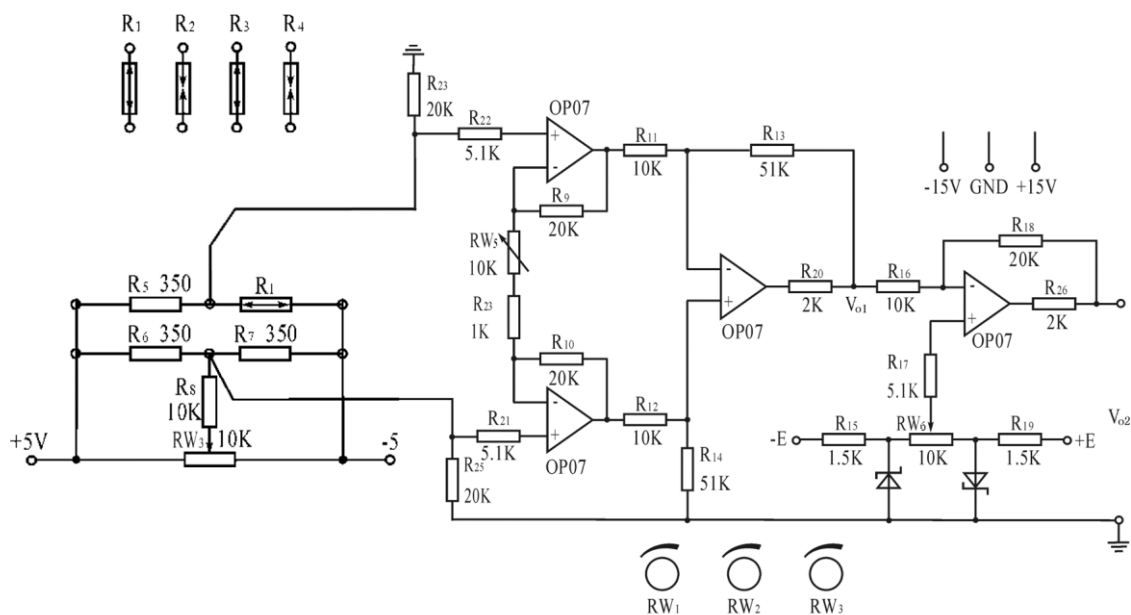 R1 R2 R3 R4
R23
20K
R22
5.1K
OP07
+
-
R11
10K
R13
51K
-15V GND +15V
R9
20K
RW5
10K
R23
1K
R18
20K
R5 350
R1
R6 350
R7 350
-
+
OP07
R20
2K
Vo1
R16
10K
-
+
OP07
R26
2K
R10
20K
R8
10K
RW3
10K
+5V
-5
R21
5.1K
-
+
OP07
R12
10K
R17
5.1K
R25
20K
R14
51K
-E
R15
1.5K
RW6
10K
R19
1.5K
+E
Vo2
RW1 RW2 RW3